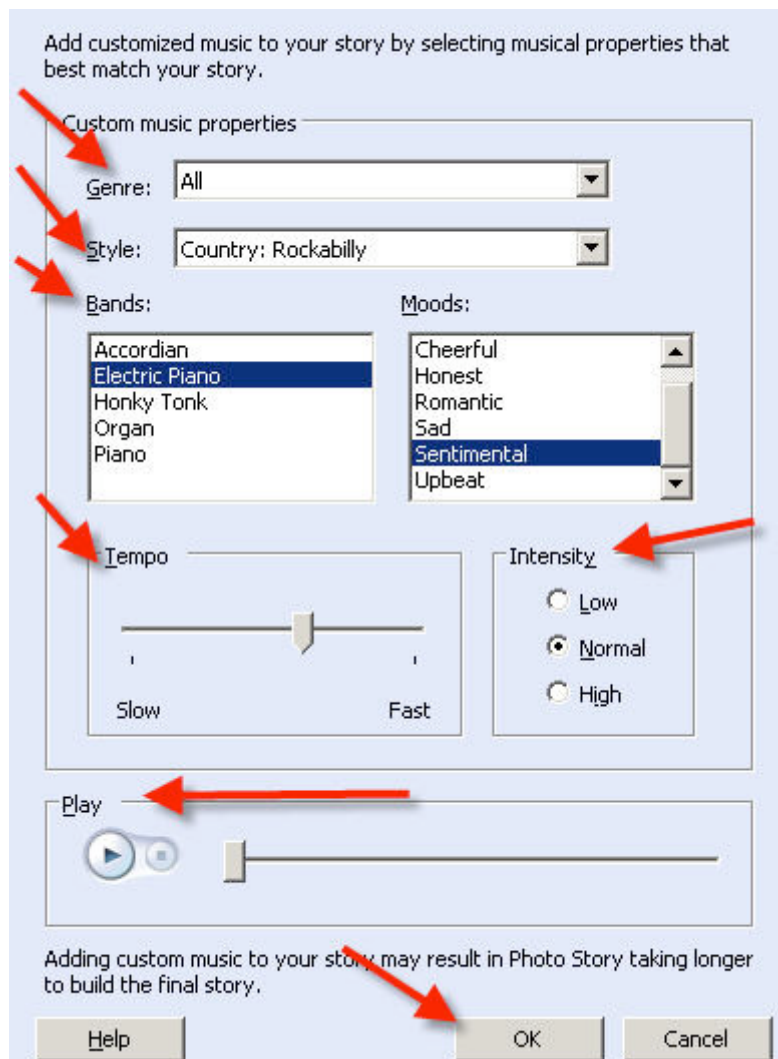 Add customized music to your story by selecting musical properties that
best match your story.
Custom music properties
Genre: All
Style: Country: Rockabilly
Bands:
Accordian
Electric Piano
Honky Tonk
Organ
Piano
Moods:
Cheerful
Honest
Romantic
Sad
Sentimental
Upbeat
Tempo
Slow Fast
Intensity
Low
Normal
High
Play
Adding custom music to your story may result in Photo Story taking longer
to build the final story.
Help OK Cancel